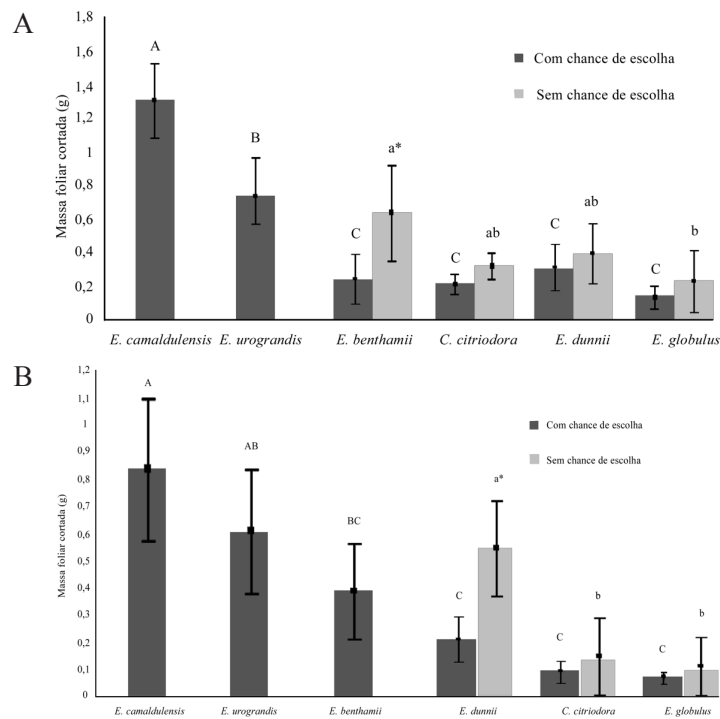 A
Massa foliar cortada (g)
1,8
1,6
1,4
1,2
1
0,8
0,6
0,4
0,2
0
A
B
C
a*
C
ab
C
ab
C
b
Com chance de escolha
Sem chance de escolha
E. camaldulensis E. urograndis E. benthamii C. citriodora E. dunnii E. globulus
B
Massa foliar cortada (g)
1,2
1,1
1
0,9
0,8
0,7
0,6
0,5
0,4
0,3
0,2
0,1
0
A
AB
BC
C
a*
C
b
C
b
Com chance de escolha
Sem chance de escolha
E. camaldulensis E. urograndis E. benthamii E. dunnii C. citriodora E. globulus